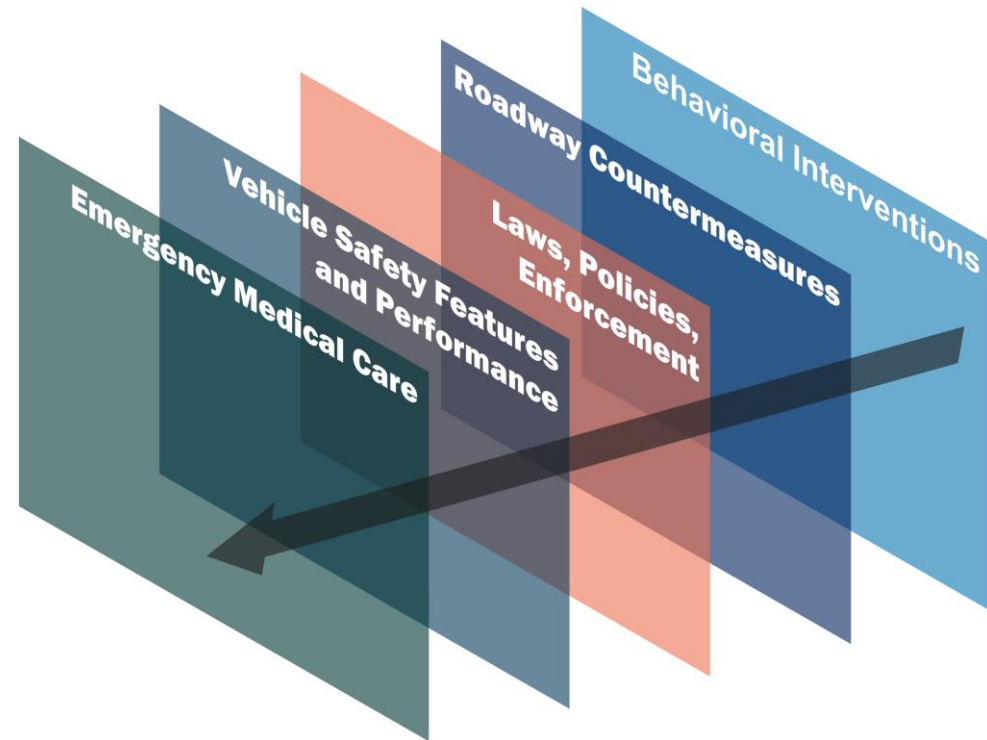 Behavioral Interventions
Roadway Countermeasures
Laws, Policies,
Enforcement
Vehicle Safety Features
and Performance
Emergency Medical Care